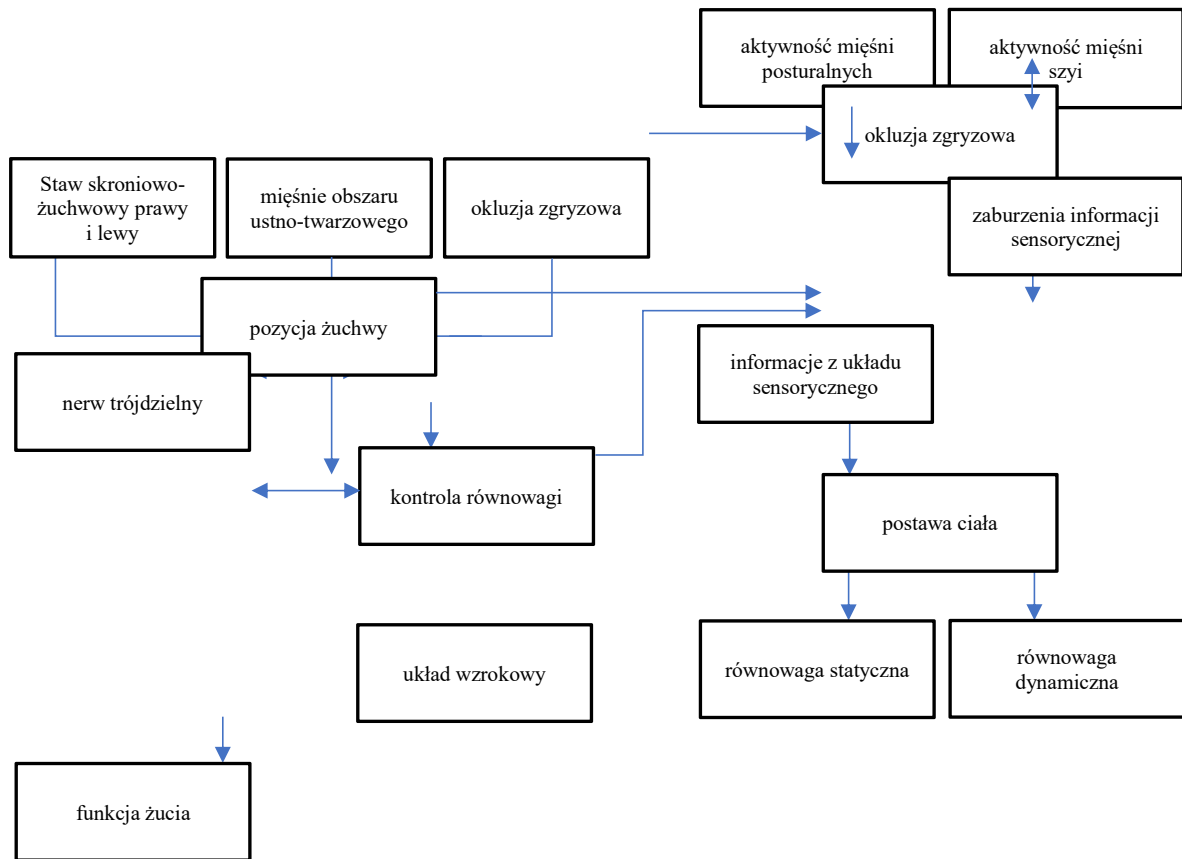 aktywność mięśni
posturalnych
aktywność mięśni
szyi
okluzja zgryzowa
Staw skroniowo-
żuchwowy prawy
i lewy
mięśnie obszaru
ustno-twarzowego
okluzja zgryzowa
zaburzenia informacji
sensorycznej
pozycja żuchwy
informacje z układu
sensorycznego
nerw trójdzielny
kontrola równowagi
postawa ciała
układ wzrokowy
równowaga statyczna
równowaga
dynamiczna
funkcja żucia